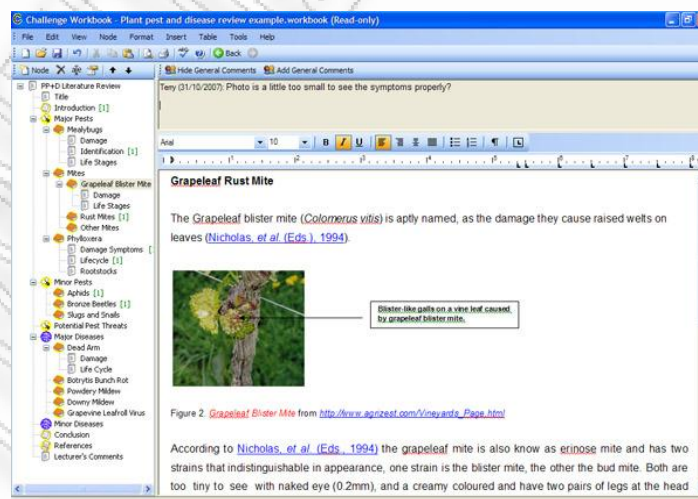 Challenge Workbook - Plant pest and disease review example.workbook (Read-only)
File Edit View Node Format Insert Table Tools Help
Back
Node
Hide General Comments Add General Comments
PP+D Literature Review
Title
Introduction [1]
Major Pests
Mealybugs
Damage
Identification [1]
Life Stages
Mites
Grapeleaf Blister Mite
Damage
Life Stages
Rust Mites [1]
Other Mites
Phylloxera
Damage Symptoms [
Lifecycle [1]
Rootstocks
Minor Pests
Aphids [1]
Bronze Beetles [1]
Slugs and Snails
Potential Pest Threats
Major Diseases
Dead Arm
Damage
Life Cycle
Botrytis Bunch Rot
Powdery Mildew
Downy Mildew
Grapevine Leafroll Virus
Minor Diseases
Conclusion
References
Lecturer's Comments
Terry (31/10/2007): Photo is a little too small to see the symptoms properly?
Arial 10 B I U
1 2 3 4 5 6 7 8
Grapeleaf Rust Mite
The Grapeleaf blister mite (Colomerus vitis) is aptly named, as the damage they cause raised welts on
leaves (Nicholas, et al. (Eds.), 1994).
Blister-like galls on a vine leaf caused
by grapeleaf blister mite.
Figure 2. Grapeleaf Blister Mite from http://www.agrizest.com/Vineyards_Page.html
According to Nicholas, et al. (Eds., 1994) the grapeleaf mite is also know as erinose mite and has two
strains that indistinguishable in appearance, one strain is the blister mite, the other the bud mite. Both are
too tiny to see with naked eye (0.2mm), and a creamy coloured and have two pairs of legs at the head